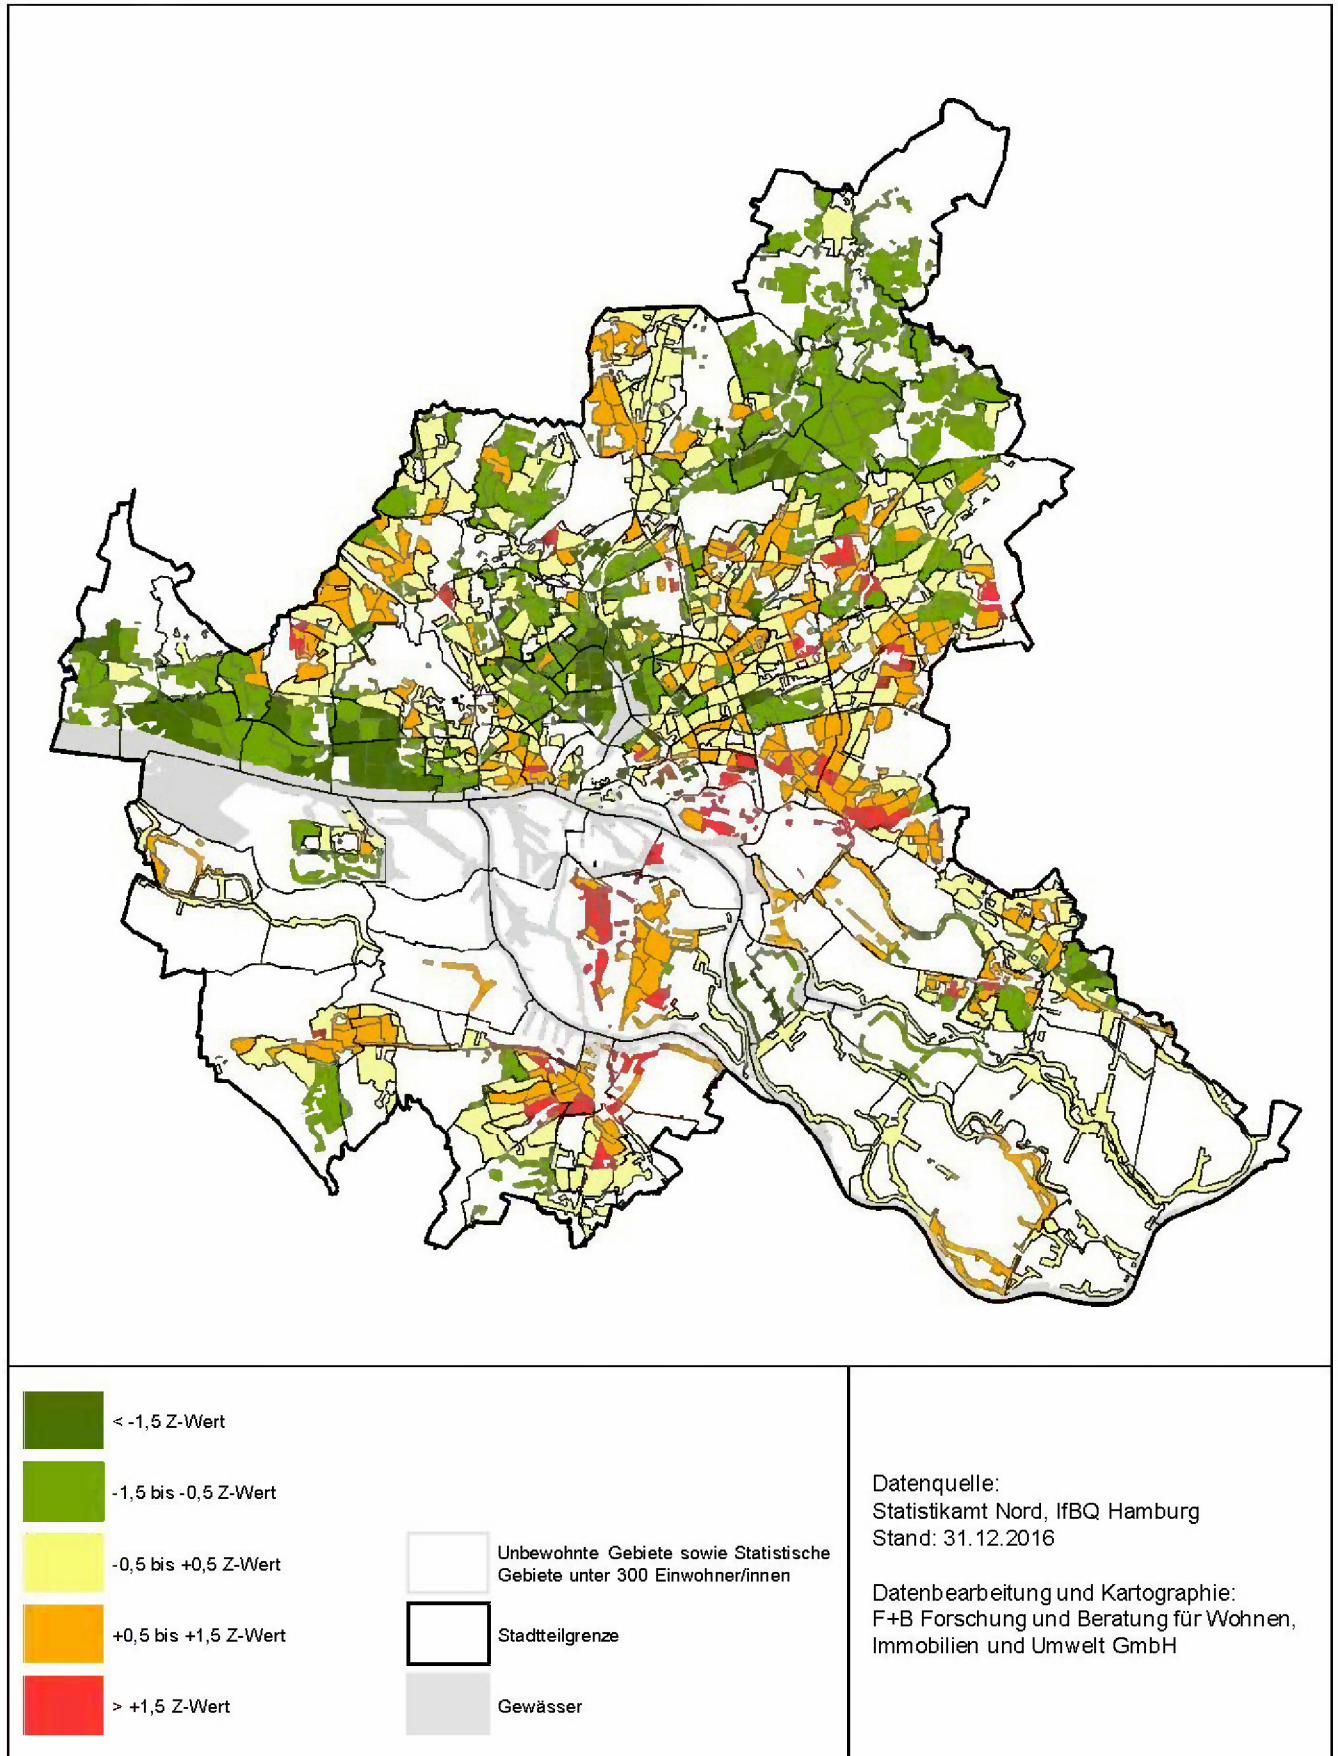 < -1,5 Z-Wert
-1,5 bis -0,5 Z-Wert
-0,5 bis +0,5 Z-Wert
+0,5 bis +1,5 Z-Wert
> +1,5 Z-Wert
Unbewohnte Gebiete sowie Statistische
Gebiete unter 300 Einwohner/innen
Stadtteilgrenze
Gewässer
Datenquelle:
Statistikamt Nord, IfBQ Hamburg
Stand: 31.12.2016
Datenbearbeitung und Kartographie:
F+B Forschung und Beratung für Wohnen,
Immobilien und Umwelt GmbH